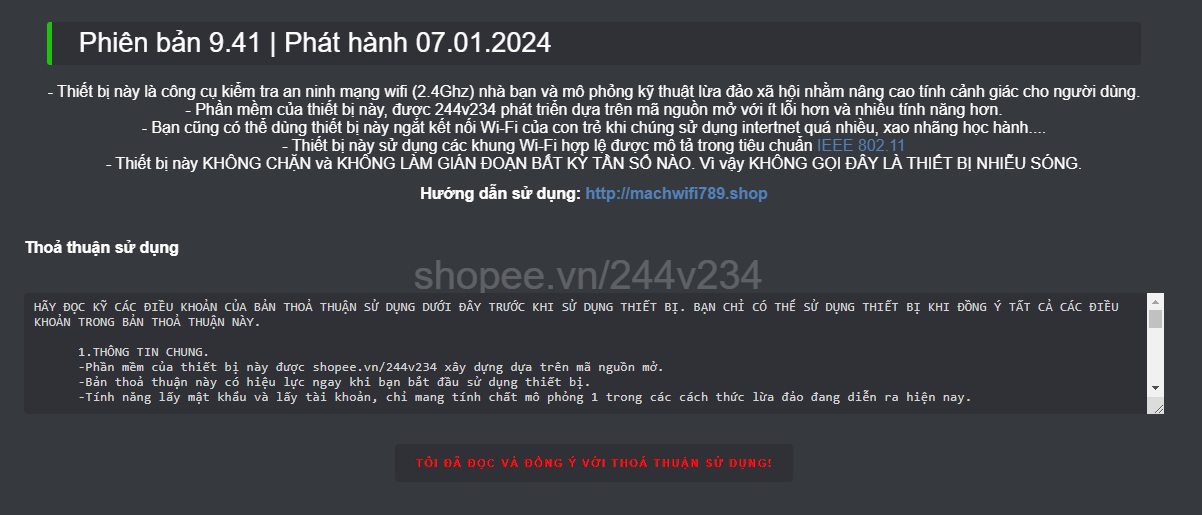 Phiên bản 9.41 | Phát hành 07.01.2024
- Thiết bị này là công cụ kiểm tra an ninh mạng wifi (2.4Ghz) nhà bạn và mô phỏng kỹ thuật lừa đảo xã hội nhằm nâng cao tính cảnh giác cho người dùng.
- Phần mềm của thiết bị này, được 244v234 phát triển dựa trên mã nguồn mở với ít lỗi hơn và nhiều tính năng hơn.
- Bạn cũng có thể dùng thiết bị này ngắt kết nối Wi-Fi của con trẻ khi chúng sử dụng intertnet quá nhiều, xao nhãng học hành....
- Thiết bị này sử dụng các khung Wi-Fi hợp lệ được mô tả trong tiêu chuẩn IEEE 802.11
- Thiết bị này KHÔNG CHẶN và KHÔNG LÀM GIÁN ĐOẠN BẤT KỲ TẦN SỐ NÀO. Vì vậy KHÔNG GỌI ĐÂY LÀ THIẾT BỊ NHIỄU SÓNG.
Hướng dẫn sử dụng: http://machwifi789.shop
Thoả thuận sử dụng
shopee.vn/244v234
HÃY ĐỌC KỸ CÁC ĐIỀU KHOẢN CỦA BẢN THOẢ THUẬN SỬ DỤNG DƯỚI ĐÂY TRƯỚC KHI SỬ DỤNG THIẾT BỊ. BẠN CHỈ CÓ THỂ SỬ DỤNG THIẾT BỊ KHI ĐỒNG Ý TẤT CẢ CÁC ĐIỀU
KHOẢN TRONG BẢN THOẢ THUẬN NÀY.
1.THÔNG TIN CHUNG.
-Phần mềm của thiết bị này được shopee.vn/244v234 xây dựng dựa trên mã nguồn mở.
-Bản thoả thuận này có hiệu lực ngay khi bạn bắt đầu sử dụng thiết bị.
-Tính năng lấy mật khẩu và lấy tài khoản, chỉ mang tính chất mô phỏng 1 trong các cách thức lừa đảo đang diễn ra hiện nay.
TÔI ĐÃ ĐỌC VÀ ĐỒNG Ý VỚI THOẢ THUẬN SỬ DỤNG!